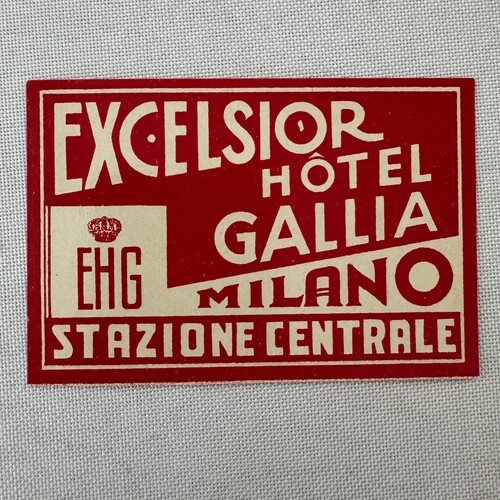 EXCELSIOR
HÔTEL
GALLIA
EHG
MILANO
STAZIONE CENTRALE